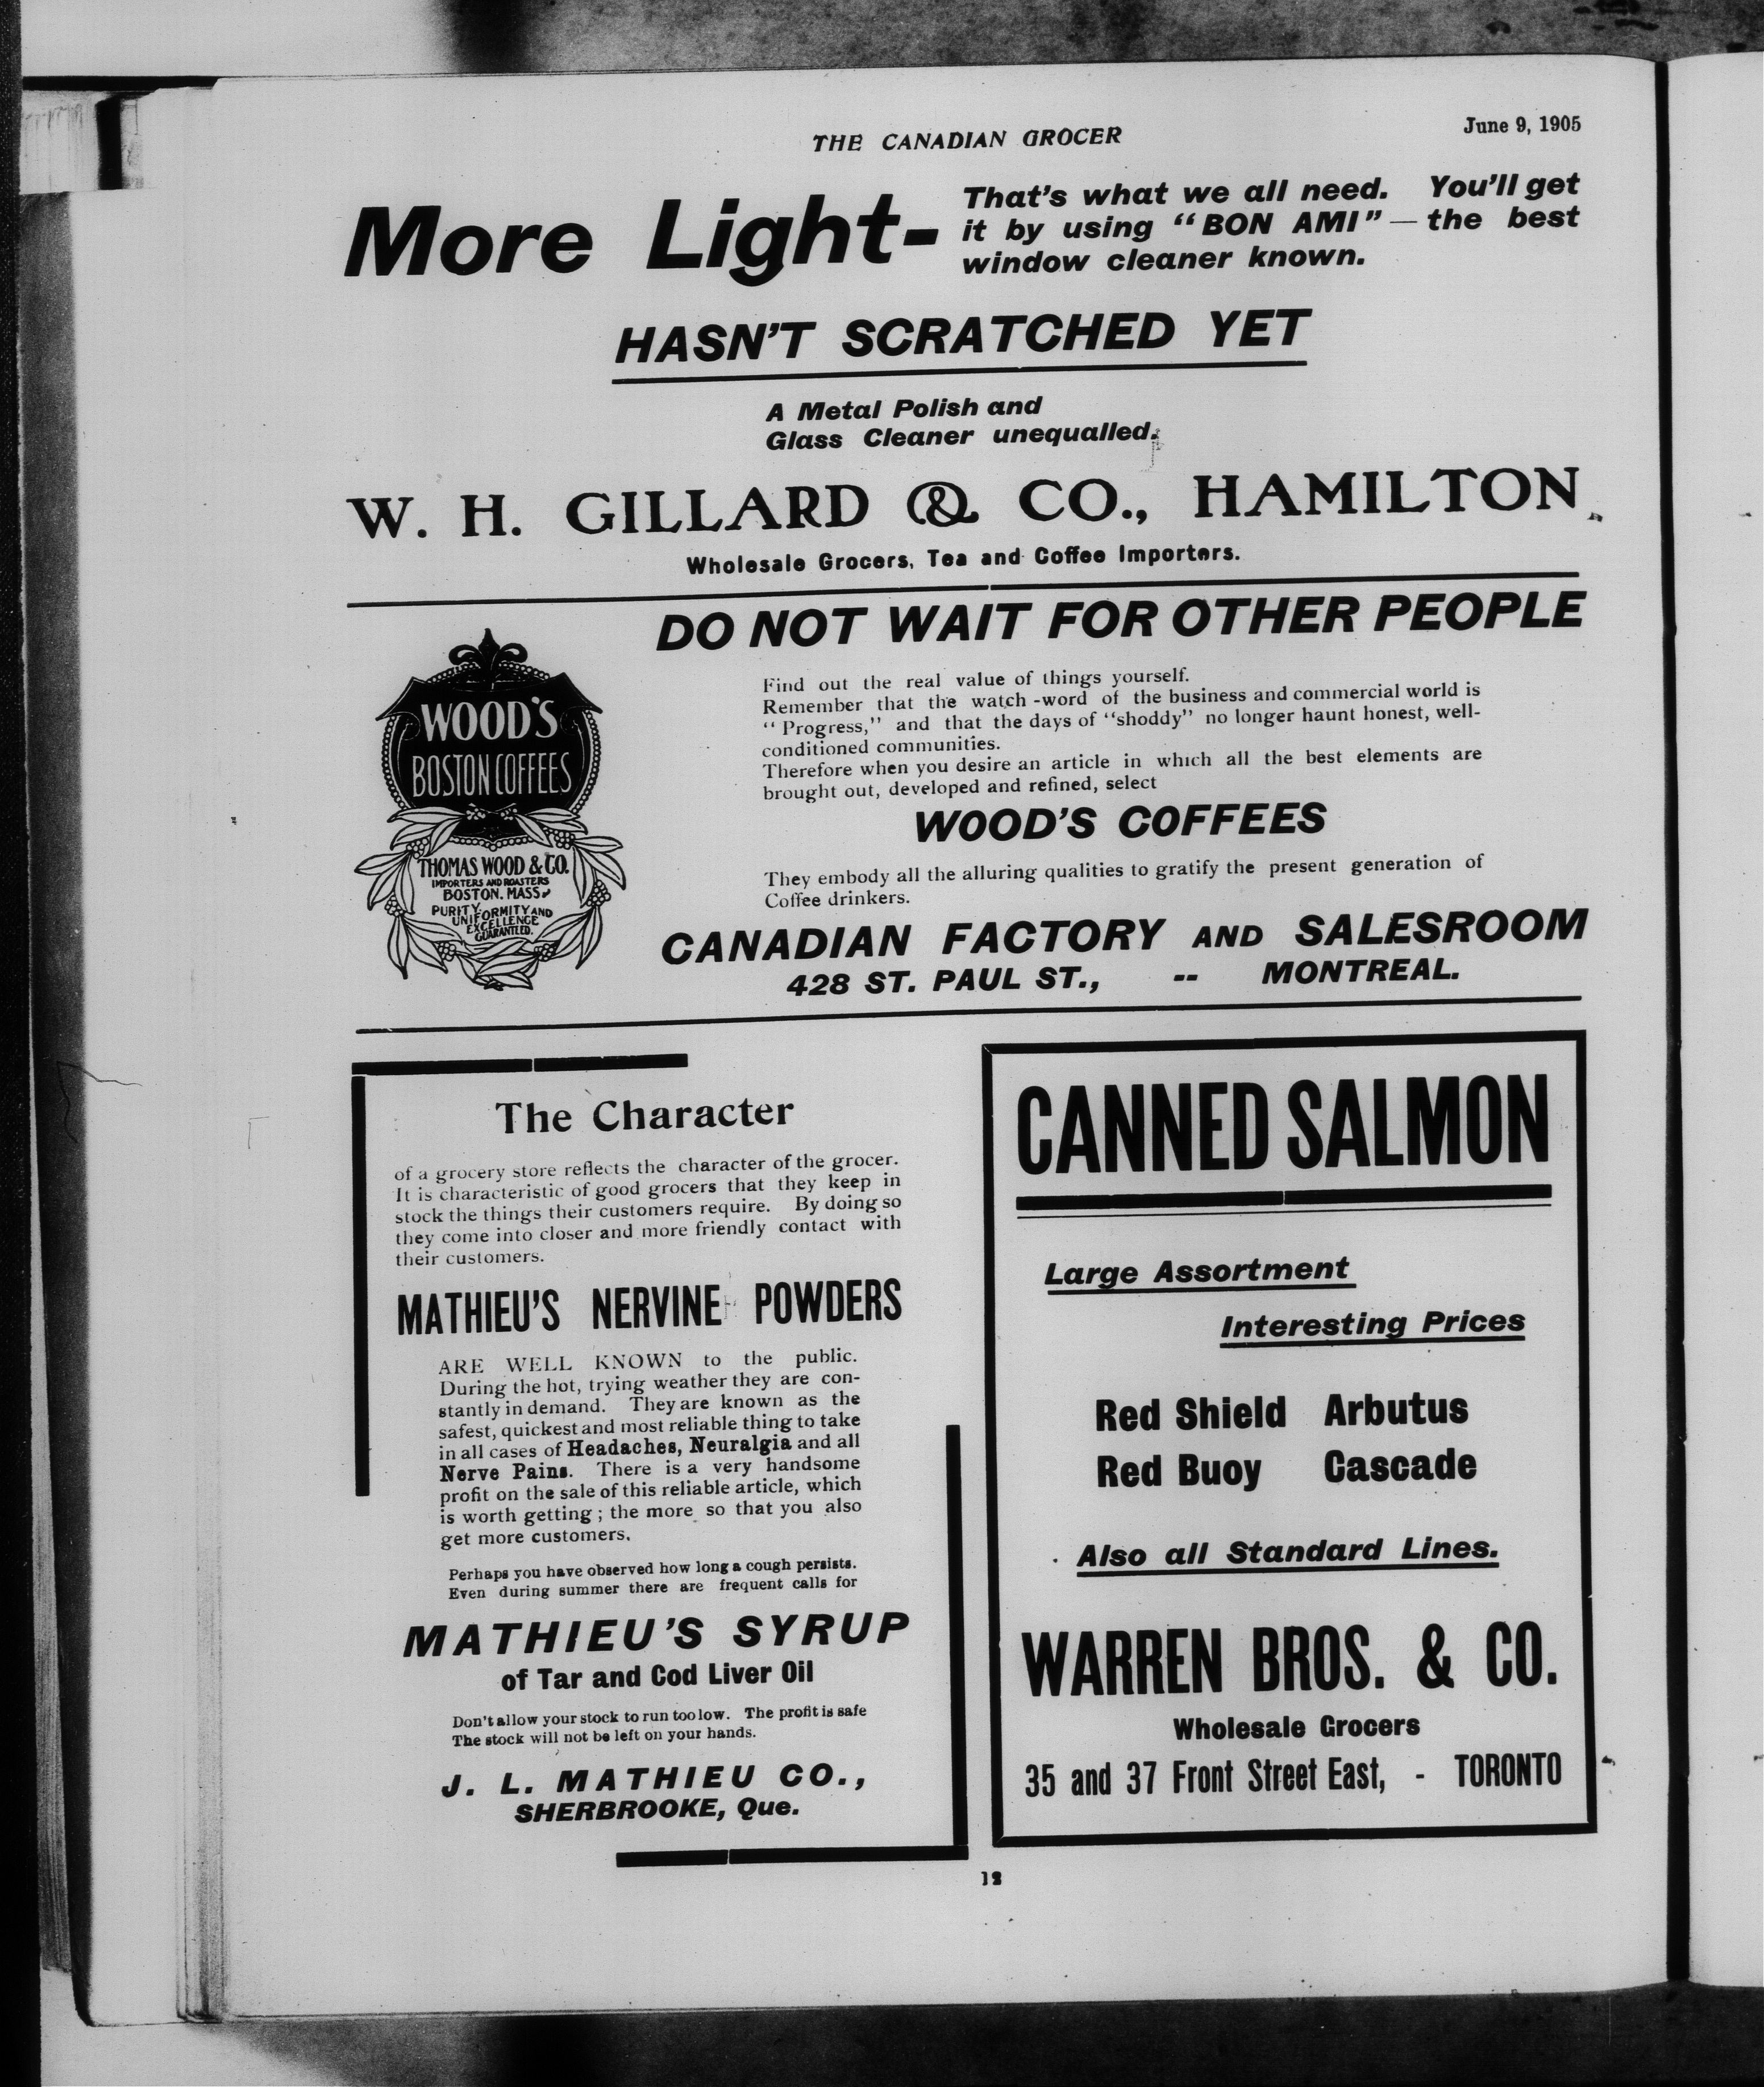 THE CANADIAN GROCER
June 9, 1905
More Light-
That's what we all need. You'll get
it by using "BON AMI" — the best
window cleaner known.
HASN'T SCRATCHED YET
A Metal Polish and
Glass Cleaner unequalled.
W. H. GILLARD & CO., HAMILTON
Wholesale Grocers, Tea and Coffee Importers.
WOOD'S
BOSTON COFFEES
THOMAS WOOD & CO.
IMPORTERS AND ROASTERS
BOSTON. MASS.
PURITY,
UNIFORMITY AND
EXCELLENCE
GUARANTEED.
DO NOT WAIT FOR OTHER PEOPLE
Find out the real value of things yourself.
Remember that the watch-word of the business and commercial world is
"Progress," and that the days of "shoddy" no longer haunt honest, well-
conditioned communities.
Therefore when you desire an article in which all the best elements are
brought out, developed and refined, select
WOOD'S COFFEES
They embody all the alluring qualities to gratify the present generation of
Coffee drinkers.
CANADIAN FACTORY AND SALESROOM
428 ST. PAUL ST., -- MONTREAL.
The Character
of a grocery store reflects the character of the grocer.
It is characteristic of good grocers that they keep in
stock the things their customers require. By doing so
they come into closer and more friendly contact with
their customers.
MATHIEU'S NERVINE POWDERS
ARE WELL KNOWN to the public.
During the hot, trying weather they are con-
stantly in demand. They are known as the
safest, quickest and most reliable thing to take
in all cases of Headaches, Neuralgia and all
Nerve Pains. There is a very handsome
profit on the sale of this reliable article, which
is worth getting ; the more so that you also
get more customers.
Perhaps you have observed how long a cough persists.
Even during summer there are frequent calls for
MATHIEU'S SYRUP
of Tar and Cod Liver Oil
Don't allow your stock to run too low. The profit is safe
The stock will not be left on your hands.
J. L. MATHIEU CO.,
SHERBROOKE, Que.
CANNED SALMON
Large Assortment
Interesting Prices
Red Shield Arbutus
Red Buoy Cascade
Also all Standard Lines.
WARREN BROS. & CO.
Wholesale Grocers
35 and 37 Front Street East, - TORONTO
12